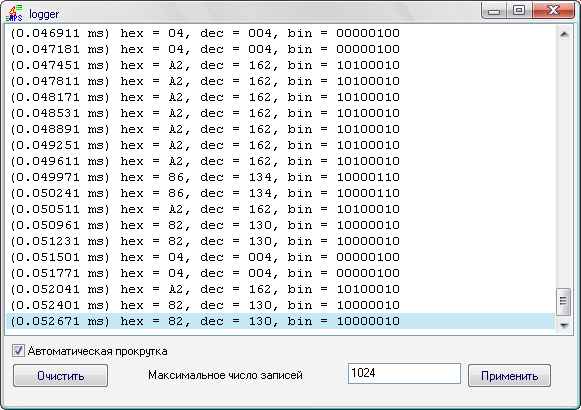 logger
(0.046911 ms) hex = 04, dec = 004, bin = 00000100
(0.047181 ms) hex = 04, dec = 004, bin = 00000100
(0.047451 ms) hex = A2, dec = 162, bin = 10100010
(0.047811 ms) hex = A2, dec = 162, bin = 10100010
(0.048171 ms) hex = A2, dec = 162, bin = 10100010
(0.048531 ms) hex = A2, dec = 162, bin = 10100010
(0.048891 ms) hex = A2, dec = 162, bin = 10100010
(0.049251 ms) hex = A2, dec = 162, bin = 10100010
(0.049611 ms) hex = A2, dec = 162, bin = 10100010
(0.049971 ms) hex = 86, dec = 134, bin = 10000110
(0.050241 ms) hex = 86, dec = 134, bin = 10000110
(0.050511 ms) hex = A2, dec = 162, bin = 10100010
(0.050961 ms) hex = 82, dec = 130, bin = 10000010
(0.051231 ms) hex = 82, dec = 130, bin = 10000010
(0.051501 ms) hex = 04, dec = 004, bin = 00000100
(0.051771 ms) hex = 04, dec = 004, bin = 00000100
(0.052041 ms) hex = A2, dec = 162, bin = 10100010
(0.052401 ms) hex = 82, dec = 130, bin = 10000010
(0.052671 ms) hex = 82, dec = 130, bin = 10000010
Автоматическая прокрутка
Очистить Максимальное число записей 1024 Применить